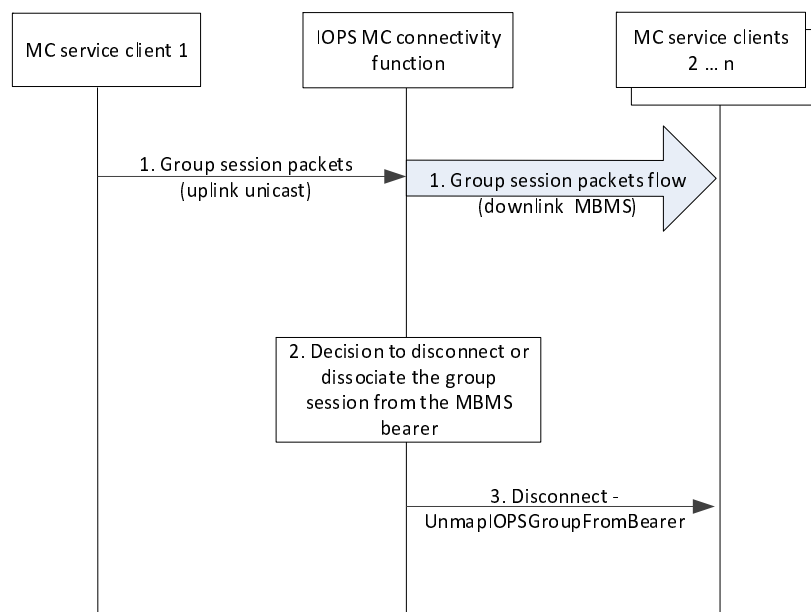 MC service client 1
IOPS MC connectivity
function
MC service clients
2 ... n
1. Group session packets
(uplink unicast)
1. Group session packets flow
(downlink MBMS)
2. Decision to disconnect or
dissociate the group
session from the MBMS
bearer
3. Disconnect -
UnmapIOPSGroupFromBearer